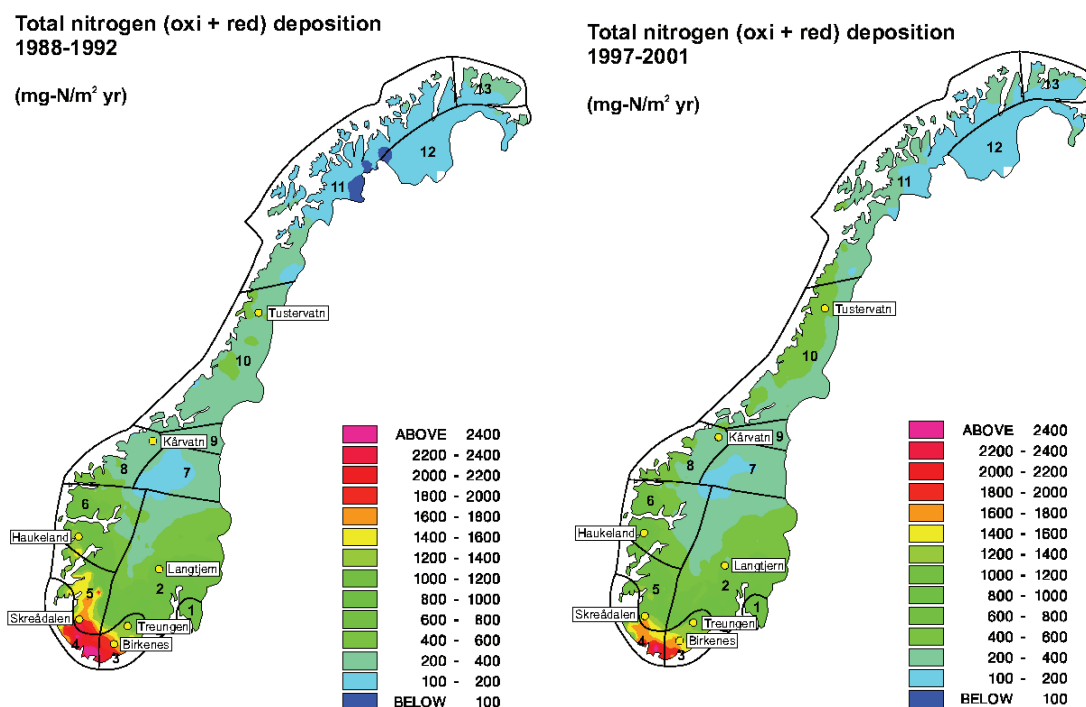 Total nitrogen (oxi + red) deposition
1988-1992
(mg-N/m² yr)
13
12
11
Tustervatn
10
Kårvatn
9
8
7
6
Haukeland
Langtjern
5
2
1
Skreådalen
Treungen
4
Birkenes
3
ABOVE 2400
2200 - 2400
2000 - 2200
1800 - 2000
1600 - 1800
1400 - 1600
1200 - 1400
1000 - 1200
800 - 1000
600 - 800
400 - 600
200 - 400
100 - 200
BELOW 100
Total nitrogen (oxi + red) deposition
1997-2001
(mg-N/m² yr)
13
12
11
Tustervatn
10
Kårvatn
9
8
7
6
Haukeland
Langtjern
5
2
1
Skreådalen
Treungen
4
Birkenes
3
ABOVE 2400
2200 - 2400
2000 - 2200
1800 - 2000
1600 - 1800
1400 - 1600
1200 - 1400
1000 - 1200
800 - 1000
600 - 800
400 - 600
200 - 400
100 - 200
BELOW 100